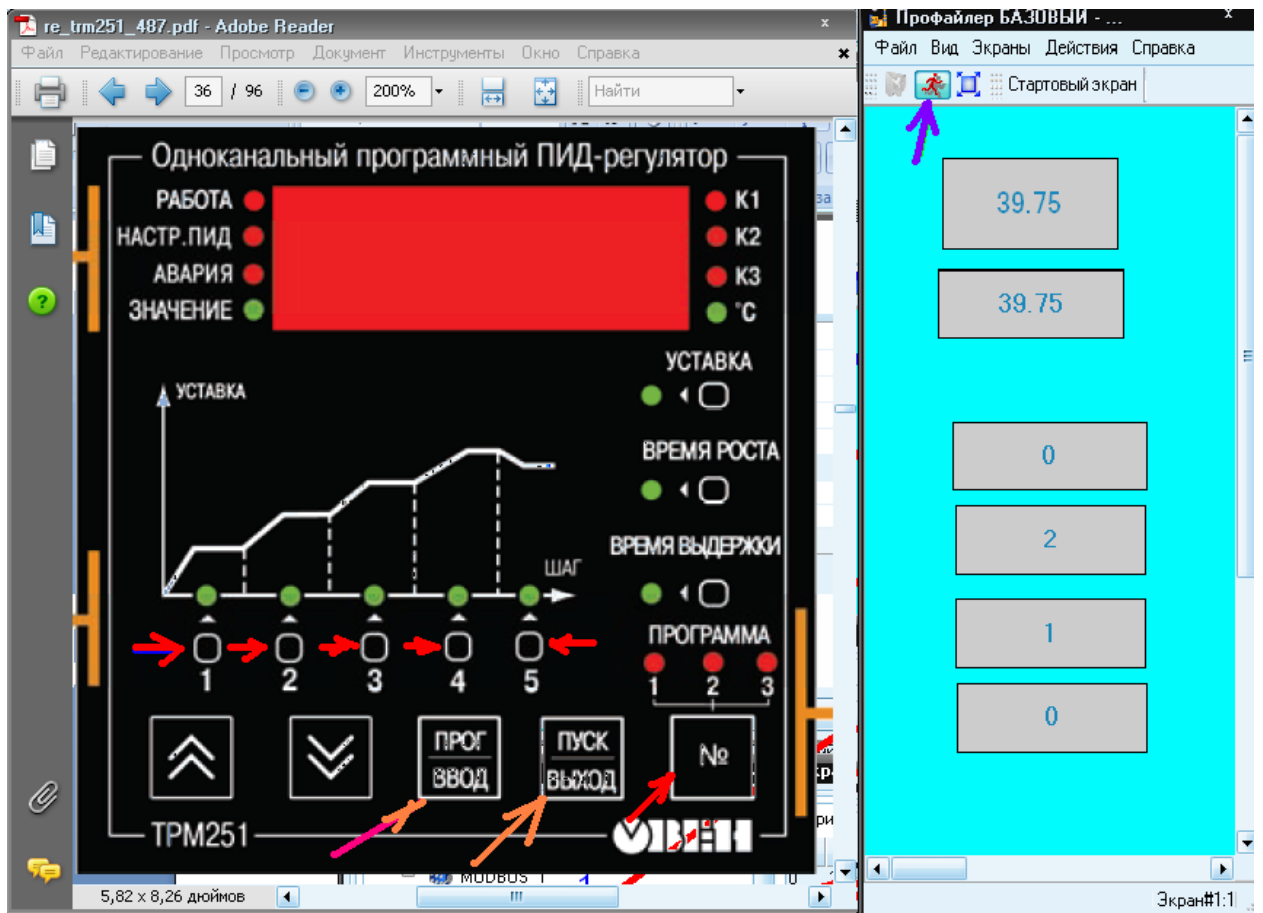 re_trm251_487.pdf - Adobe Reader
Файл Редактирование Просмотр Документ Инструменты Окно Справка
36 / 96 200% Найти
Одноканальный программный ПИД-регулятор
РАБОТА К1
НАСТР.ПИД К2
АВАРИЯ К3
ЗНАЧЕНИЕ °С
УСТАВКА
УСТАВКА
ВРЕМЯ РОСТА
ВРЕМЯ ВЫДЕРЖКИ
ШАГ
ПРОГРАММА
1 2 3 4 5
1 2 3
ПРОГ
ВВОД
ПУСК
ВЫХОД
№
ТРМ251
ОВЕН
MODBUS
5,82 x 8,26 дюймов
Профайлер БАЗОВЫЙ - ...
Файл Вид Экраны Действия Справка
Стартовый экран
39.75
39.75
0
2
1
0
Экран#1:1